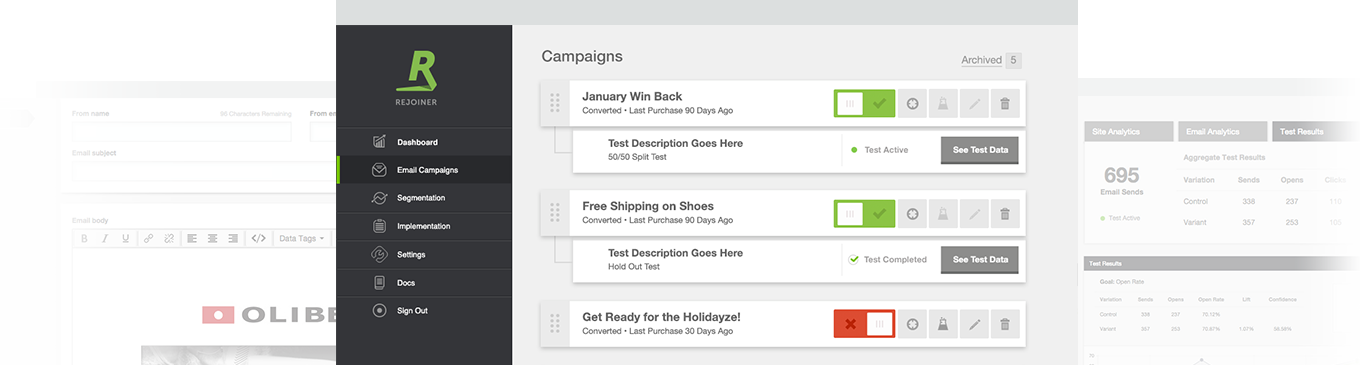 From name
95 Characters Remaining
From em
Email subject
Email body
B I U
</>
Data Tags
OLIBE
REJOINER
Dashboard
Email Campaigns
Segmentation
Implementation
Settings
Docs
Sign Out
Campaigns
Archived 5
January Win Back
Converted • Last Purchase 90 Days Ago
Test Description Goes Here
50/50 Split Test
Test Active
See Test Data
Free Shipping on Shoes
Converted • Last Purchase 90 Days Ago
Test Description Goes Here
Hold Out Test
Test Completed
See Test Data
Get Ready for the Holidayze!
Converted • Last Purchase 30 Days Ago
Site Analytics
Email Analytics
Test Results
695
Email Sends
Test Active
Aggregate Test Results
Variation Sends Opens Clicks
Control 338 237 110
Variant 357 253 105
Test Results
Goal: Open Rate
Variation Sends Opens Open Rate Lift Confidence
Control 338 237 70.12%
Variant 357 253 70.87% 1.07%